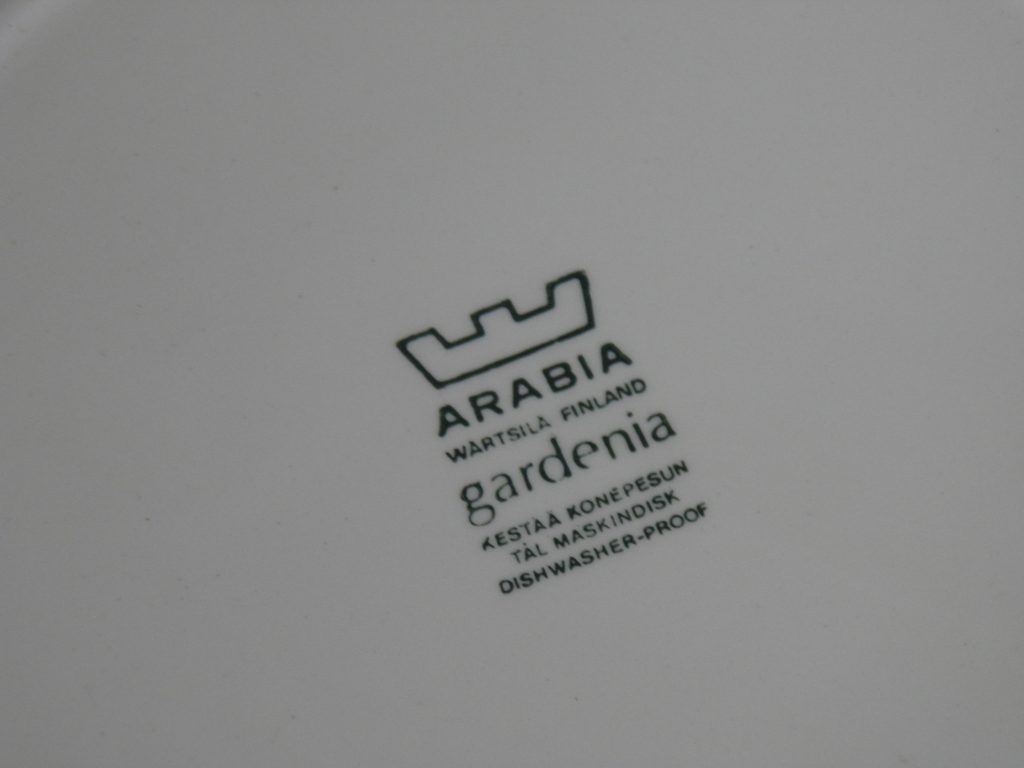 ARABIA
WÄRTSILÄ FINLAND
gardenia
KESTÄÄ KONEPESUN
TÅL MASKINDISK
DISHWASHER-PROOF